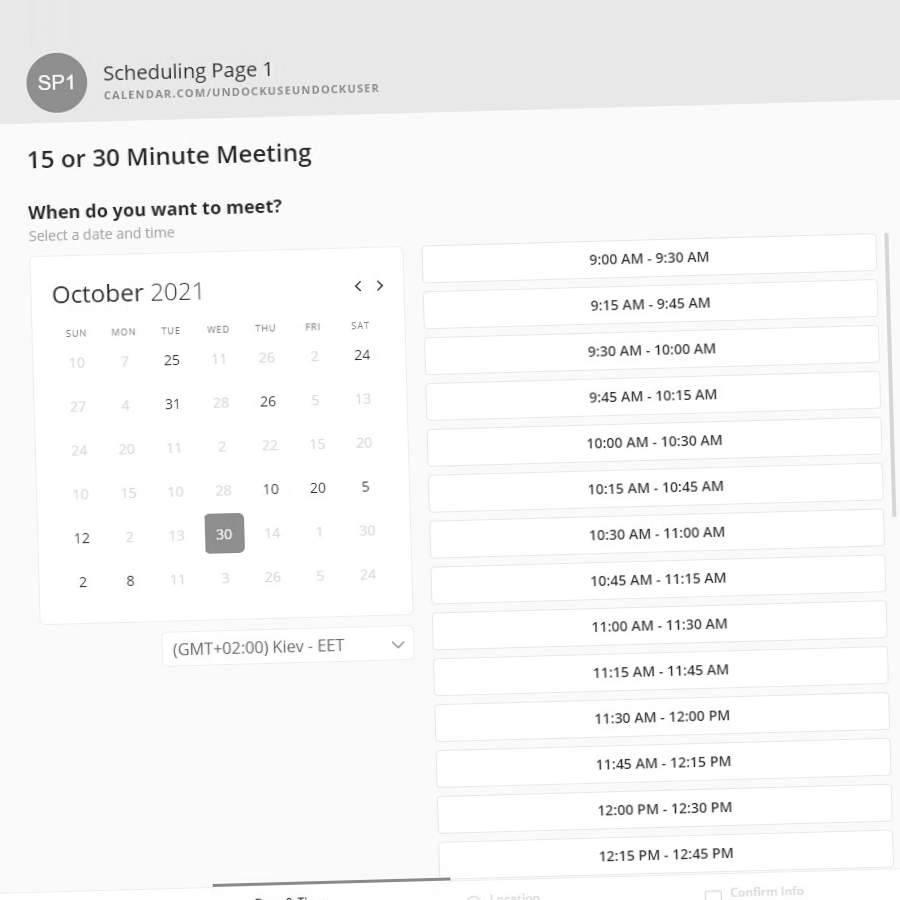 SP1
Scheduling Page 1
CALENDAR.COM/UNDOCKUSEUNDOCKUSER
15 or 30 Minute Meeting
When do you want to meet?
Select a date and time
October 2021
SUN MON TUE WED THU FRI SAT
10 7 25 11 26 2 24
27 4 31 28 26 5 13
24 20 11 2 22 15 20
10 15 10 28 10 20 5
12 2 13 30 14 1 30
2 8 11 3 26 5 24
(GMT+02:00) Kiev - EET
9:00 AM - 9:30 AM
9:15 AM - 9:45 AM
9:30 AM - 10:00 AM
9:45 AM - 10:15 AM
10:00 AM - 10:30 AM
10:15 AM - 10:45 AM
10:30 AM - 11:00 AM
10:45 AM - 11:15 AM
11:00 AM - 11:30 AM
11:15 AM - 11:45 AM
11:30 AM - 12:00 PM
11:45 AM - 12:15 PM
12:00 PM - 12:30 PM
12:15 PM - 12:45 PM
Location
Confirm Info